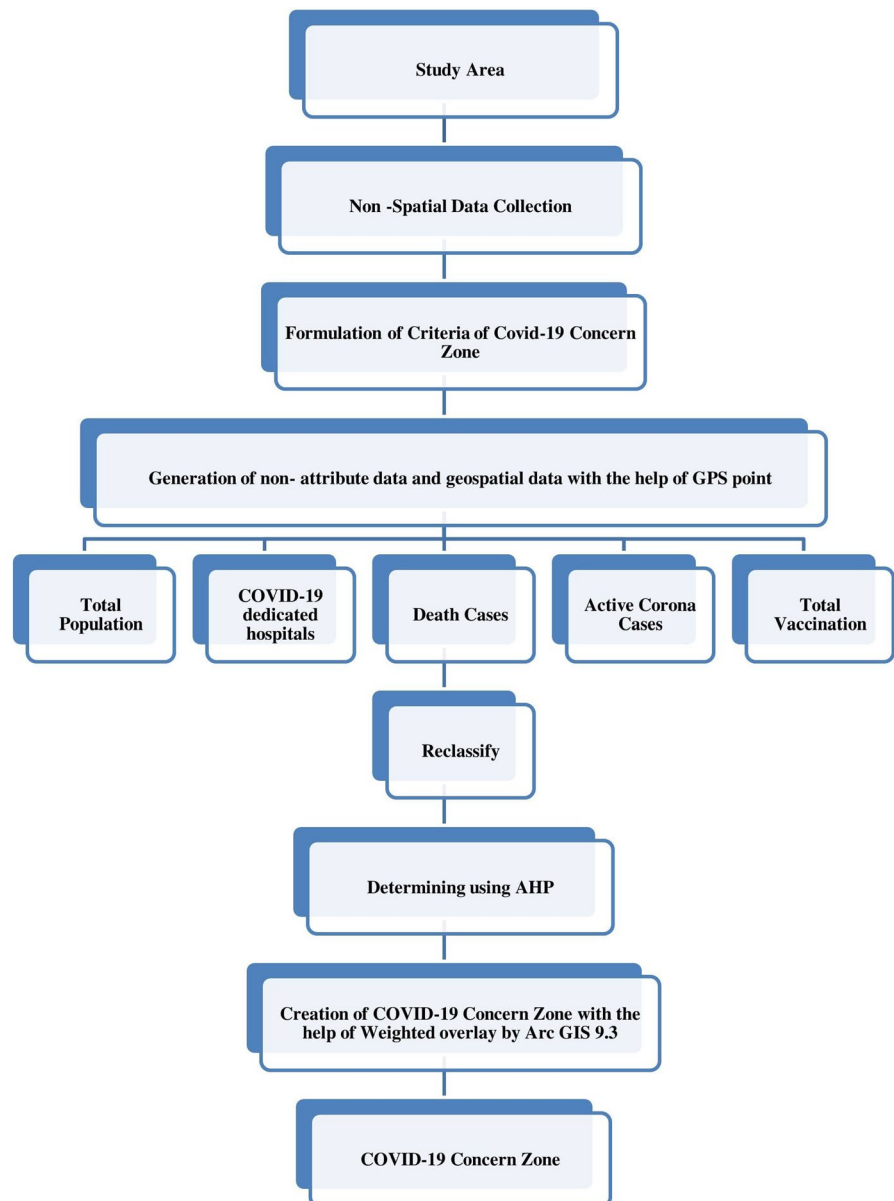 Study Area
Non -Spatial Data Collection
Formulation of Criteria of Covid-19 Concern
Zone
Generation of non- attribute data and geospatial data with the help of GPS point
Total
Population
COVID-19
dedicated
hospitals
Death Cases
Active Corona
Cases
Total
Vaccination
Reclassify
Determining using AHP
Creation of COVID-19 Concern Zone with the
help of Weighted overlay by Arc GIS 9.3
COVID-19 Concern Zone